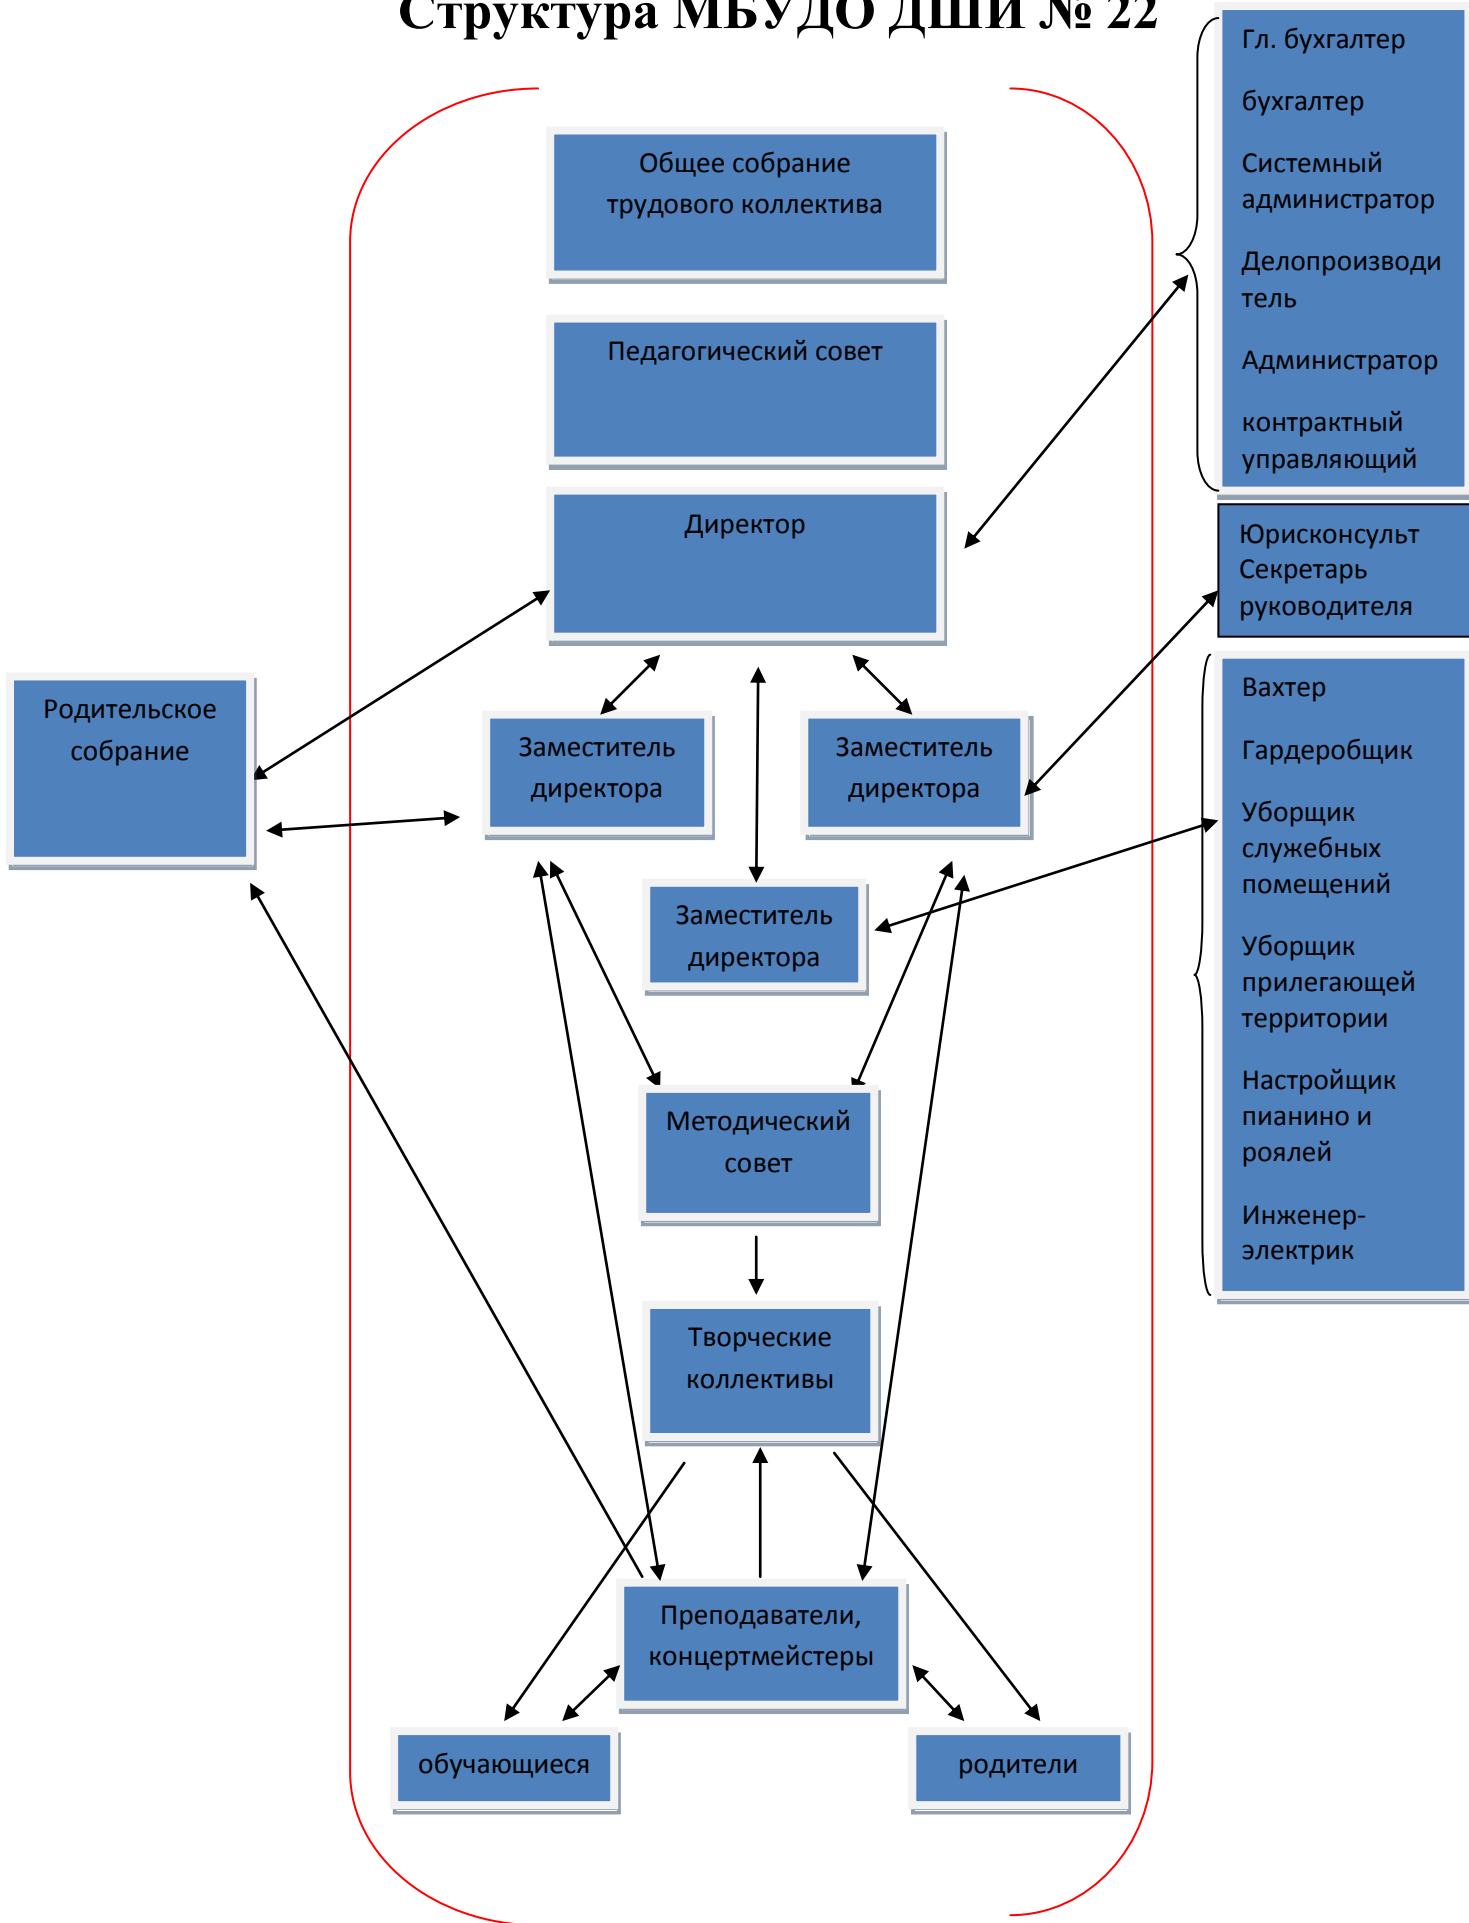 Структура МБУДО ДШИ № 22
Общее собрание
трудового коллектива
Педагогический совет
Директор
Родительское
собрание
Заместитель
директора
Заместитель
директора
Заместитель
директора
Методический
совет
Творческие
коллективы
Преподаватели,
концертмейстеры
обучающиеся
родители
Гл. бухгалтер
бухгалтер
Системный
администратор
Делопроизводи
тель
Администратор
контрактный
управляющий
Юрисконсульт
Секретарь
руководителя
Вахтер
Гардеробщик
Уборщик
служебных
помещений
Уборщик
прилегающей
территории
Настройщик
пианино и
роялей
Инженер-
электрик